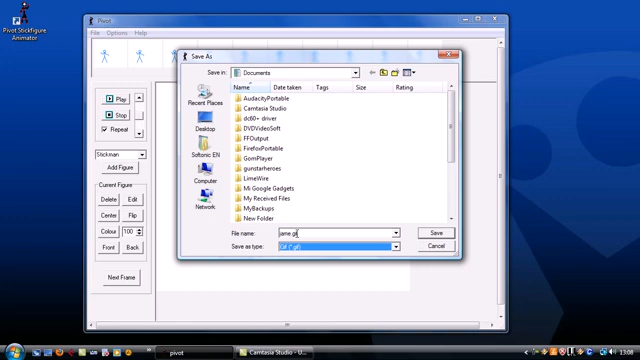 Pivot Stickfigure
Animator
Pivot
File Options Help
Save As
Save in: Documents
Name Date taken Tags Size Rating
Recent Places
Desktop
Softonic EN
Computer
Network
AudacityPortable
Camtasia Studio
dc60+ driver
DVDVideoSoft
FFOutput
FirefoxPortable
GomPlayer
gunstarheroes
LimeWire
Mi Google Gadgets
My Received Files
MyBackups
New Folder
File name:
Save
Save as type: Gif (*.gif)
Cancel
Play
Stop
Repeat
Stickman
Add Figure
Current Figure
Delete Edit
Center Flip
Colour 100
Front Back
Next Frame
pivot
Camtasia Studio - U...
13:08